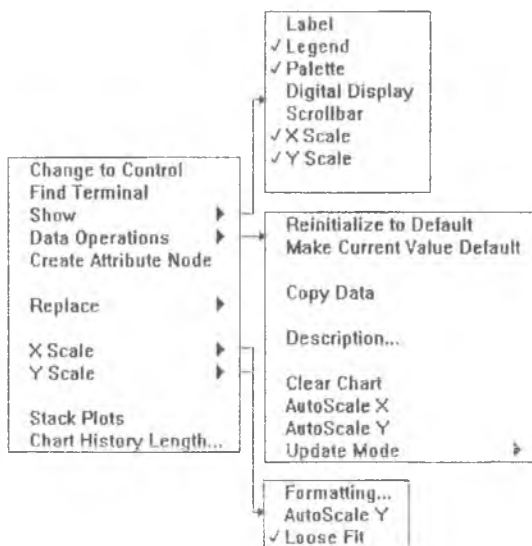 Label
✓ Legend
✓ Palette
Digital Display
Scrollbar
✓ X Scale
✓ Y Scale
Change to Control
Find Terminal
Show
Data Operations
Create Attribute Node
Replace
X Scale
Y Scale
Stack Plots
Chart History Length...
Reinitialize to Default
Make Current Value Default
Copy Data
Description...
Clear Chart
AutoScale X
AutoScale Y
Update Mode
Formatting...
AutoScale Y
✓ Loose Fit